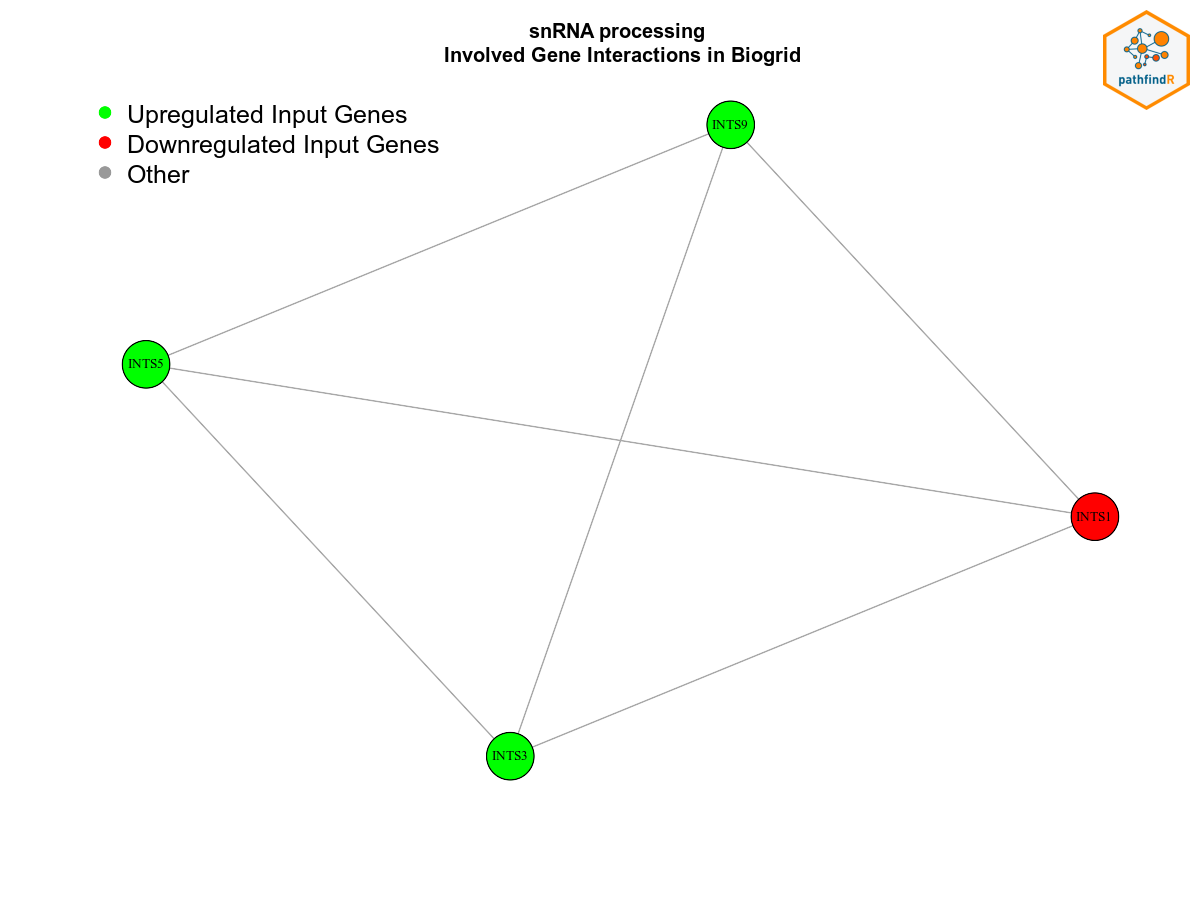 snRNA processing
Involved Gene Interactions in Biogrid
pathfindR
Upregulated Input Genes
Downregulated Input Genes
Other
INTS9
INTS5
INTS1
INTS3